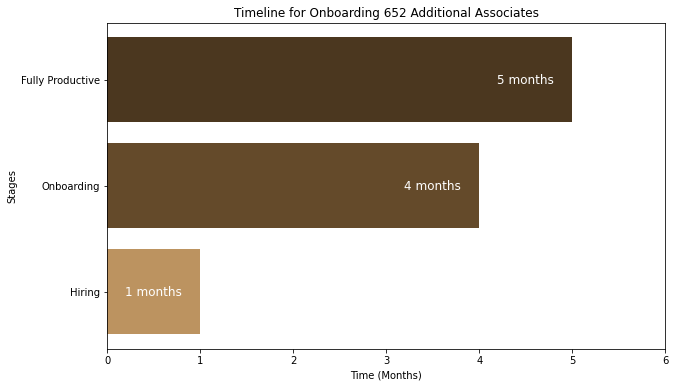 Timeline for Onboarding 652 Additional Associates
Stages
Fully Productive
5 months
Onboarding
4 months
Hiring
1 months
0 1 2 3 4 5 6
Time (Months)